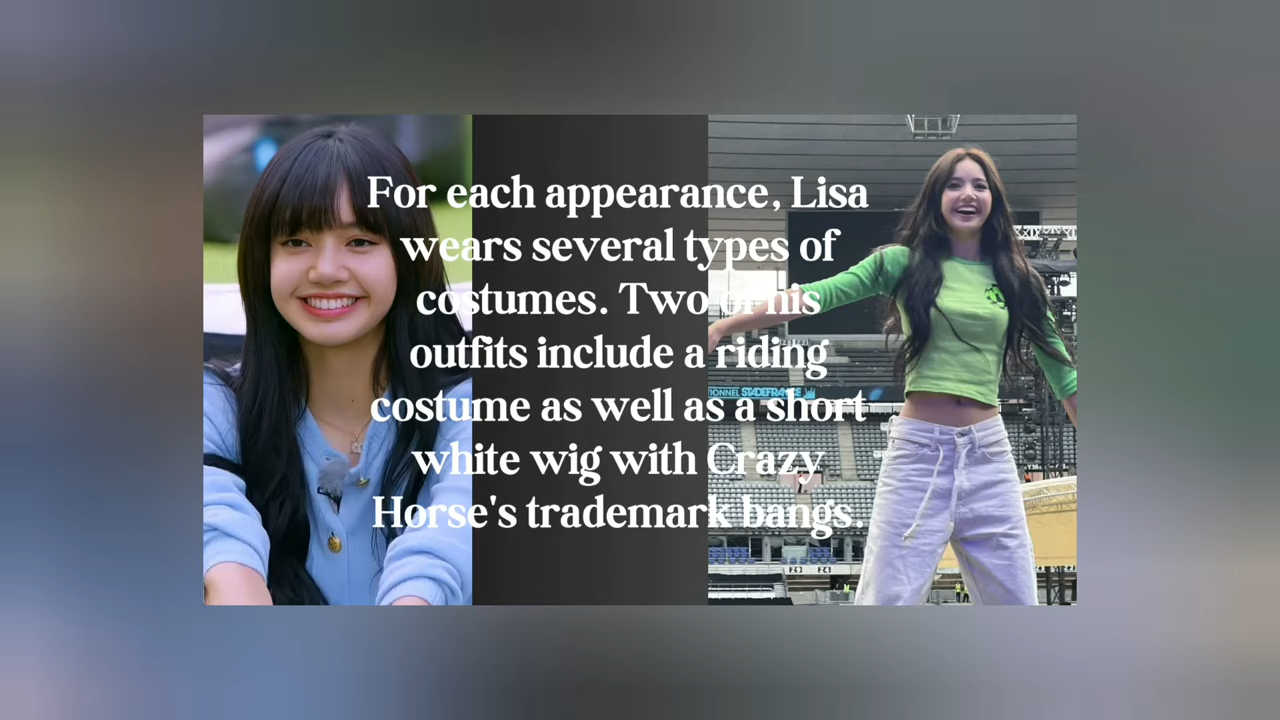 For each appearance, Lisa
wears several types of
costumes. Two of his
outfits include a riding
costume as well as a short
white wig with Crazy
Horse's trademark bangs.
STADEFRANCE